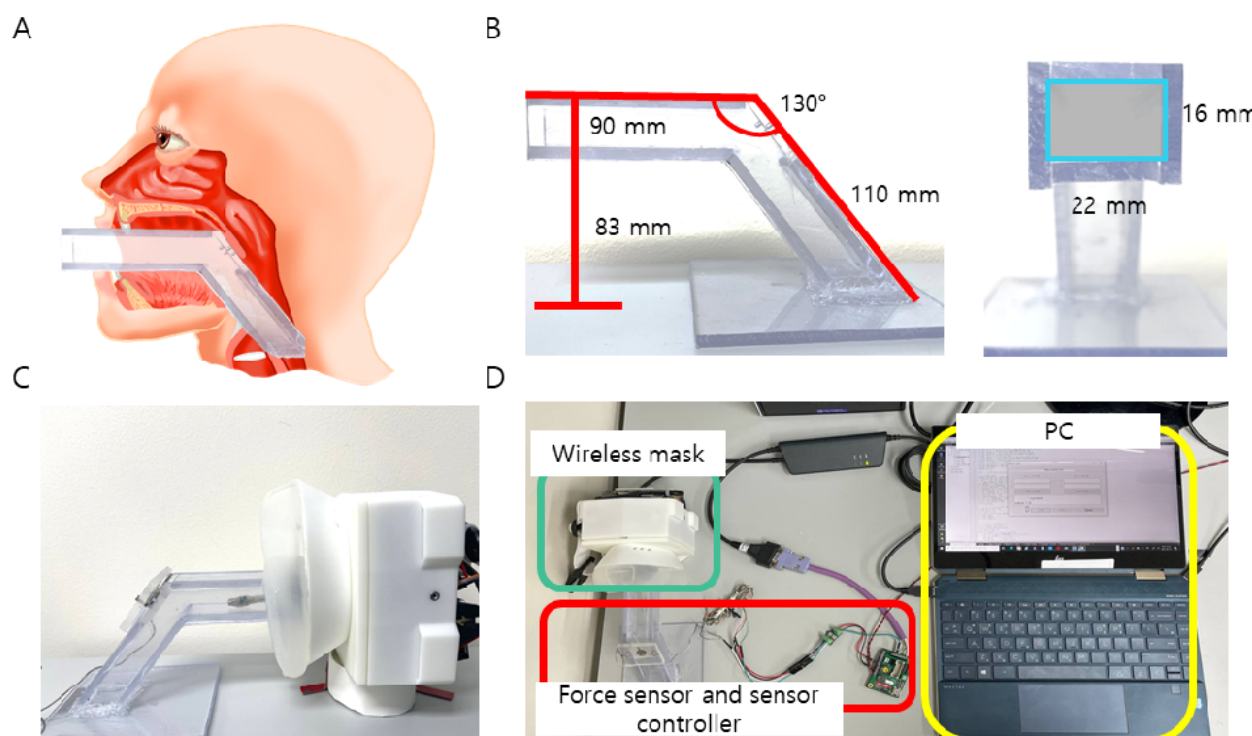 A
B
130°
90 mm
110 mm
83 mm
16 mm
22 mm
C
D
Wireless mask
PC
Force sensor and sensor
controller